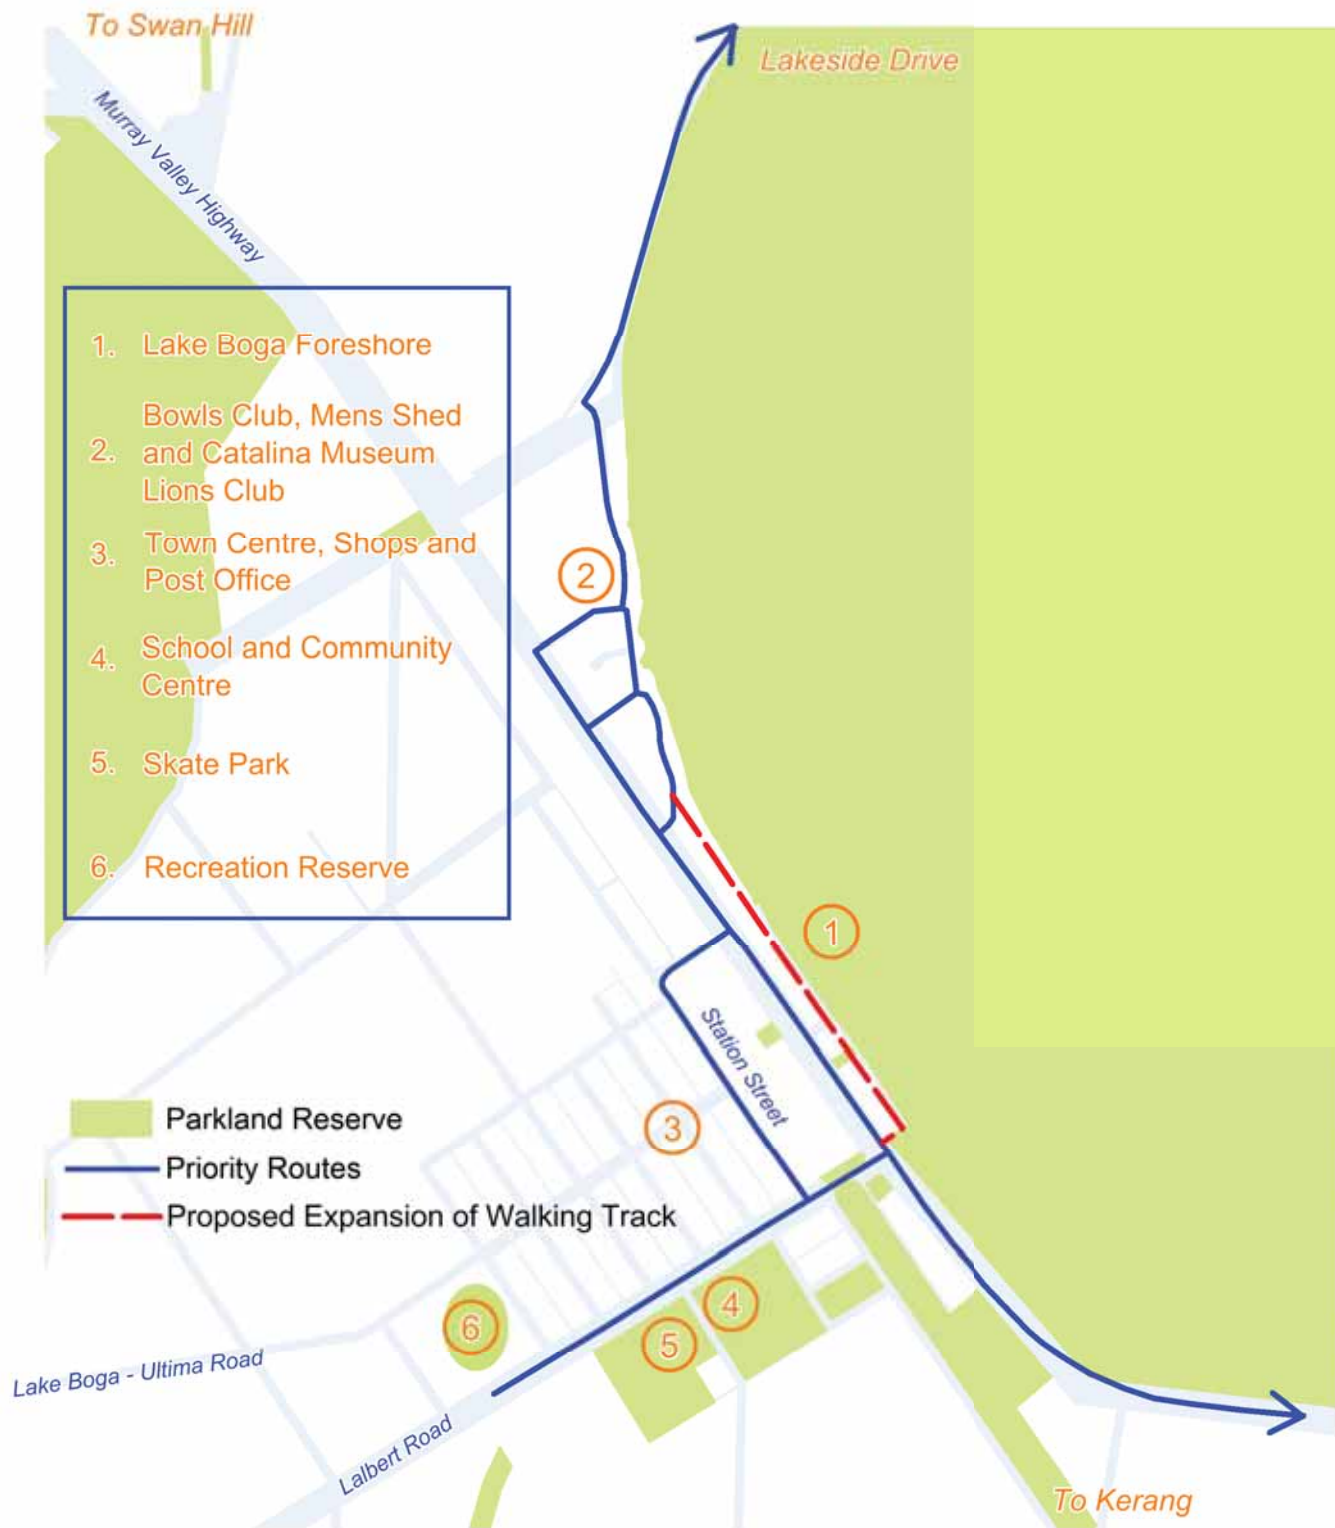 To Swan Hill
Lakeside Drive
Murray Valley Highway
1. Lake Boga Foreshore
Bowls Club, Mens Shed
2. and Catalina Museum
Lions Club
3. Town Centre, Shops and
Post Office
4. School and Community
Centre
5. Skate Park
6. Recreation Reserve
2
1
Station Street
3
Parkland Reserve
Priority Routes
Proposed Expansion of Walking Track
4
5
6
Lake Boga - Ultima Road
Lalbert Road
To Kerang